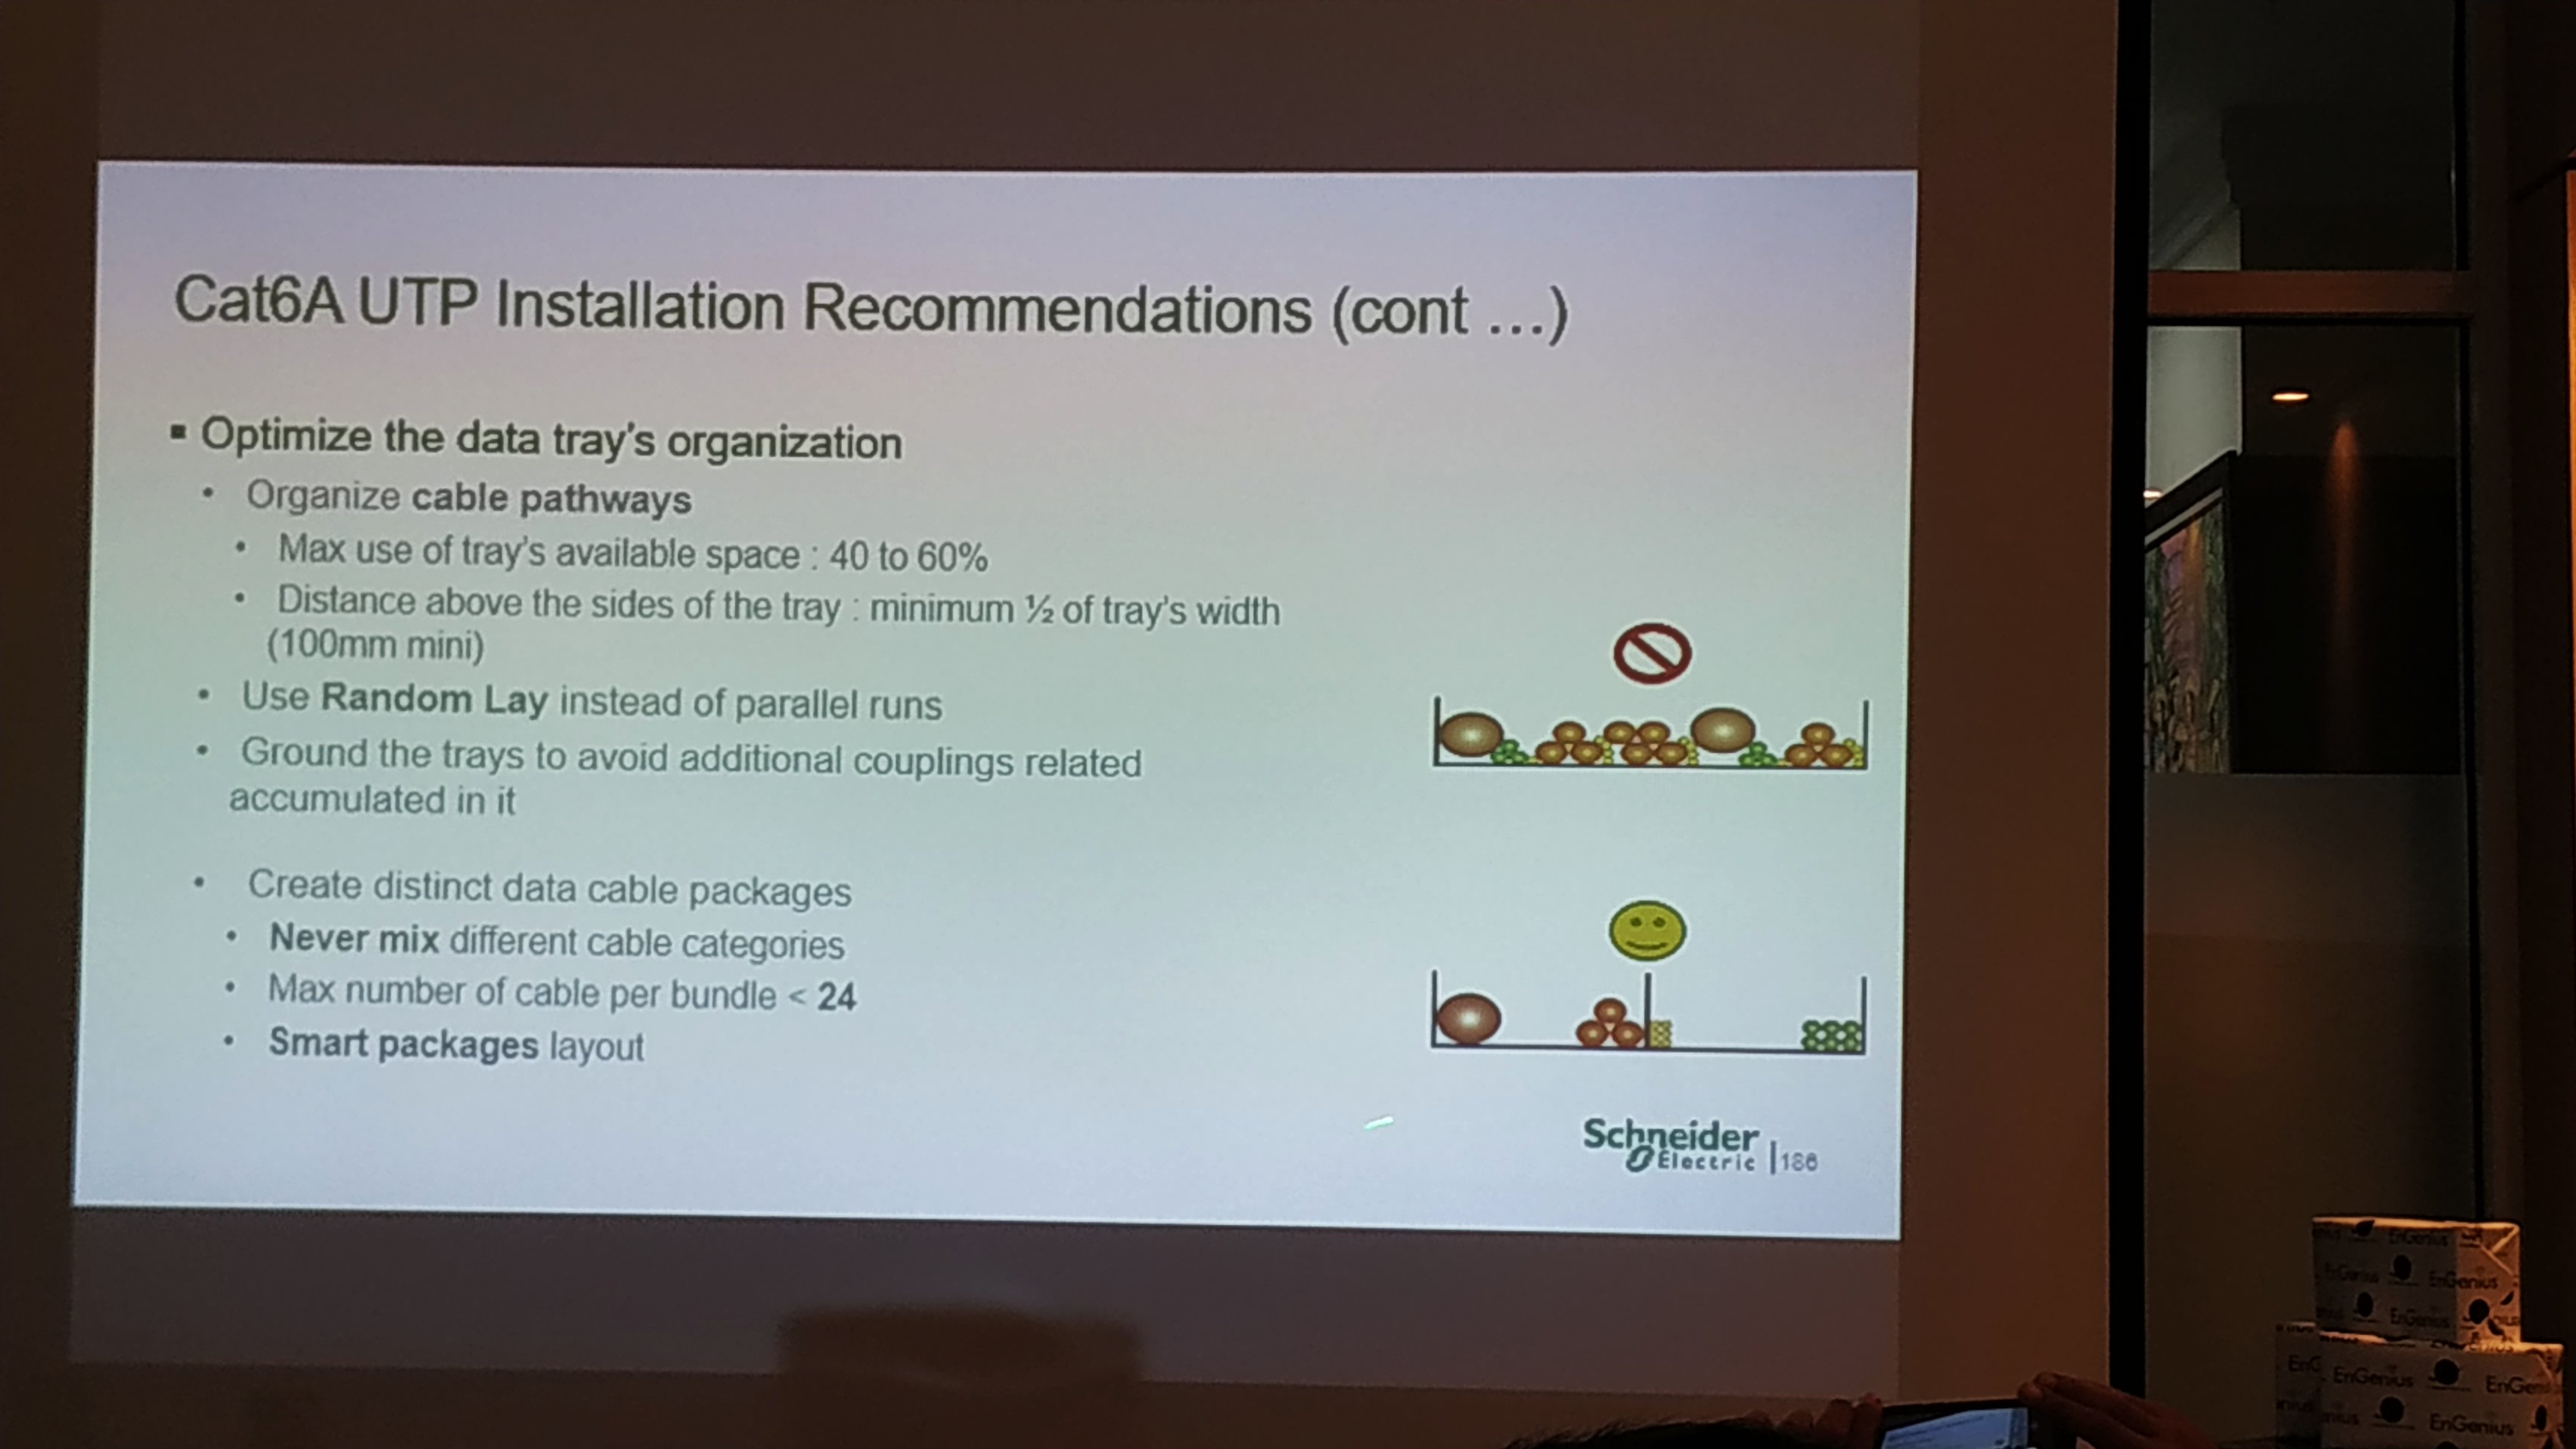 Cat6A UTP Installation Recommendations (cont ...)
▪ Optimize the data tray's organization
• Organize cable pathways
• Max use of tray's available space : 40 to 60%
• Distance above the sides of the tray : minimum ½ of tray's width
(100mm mini)
• Use Random Lay instead of parallel runs
• Ground the trays to avoid additional couplings related
accumulated in it
• Create distinct data cable packages
• Never mix different cable categories
• Max number of cable per bundle < 24
• Smart packages layout
Schneider
Electric | 186
EnGenius
EnGenius EnGenius
EnGenius
EnGenius
EnGenius